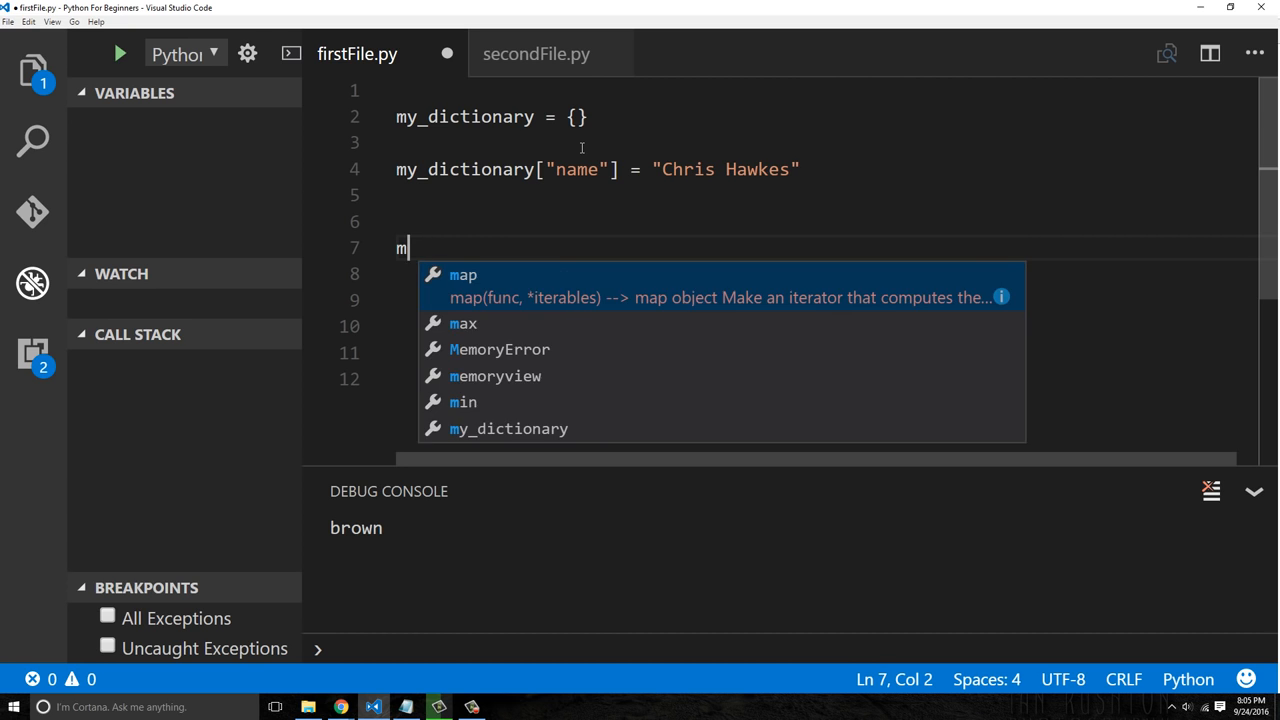 firstFile.py - Python For Beginners - Visual Studio Code
File Edit View Go Help
1
Python
firstFile.py
secondFile.py
VARIABLES
WATCH
CALL STACK
2
BREAKPOINTS
All Exceptions
Uncaught Exceptions
1
2 my_dictionary = {}
3
4 my_dictionary["name"] = "Chris Hawkes"
5
6
7 m
8 map
map(func, *iterables) --> map object Make an iterator that computes the...
9
10 max
11 MemoryError
12 memoryview
min
my_dictionary
DEBUG CONSOLE
brown
0 0
Ln 7, Col 2 Spaces: 4 UTF-8 CRLF Python
I'm Cortana. Ask me anything.
8:05 PM
9/24/2016